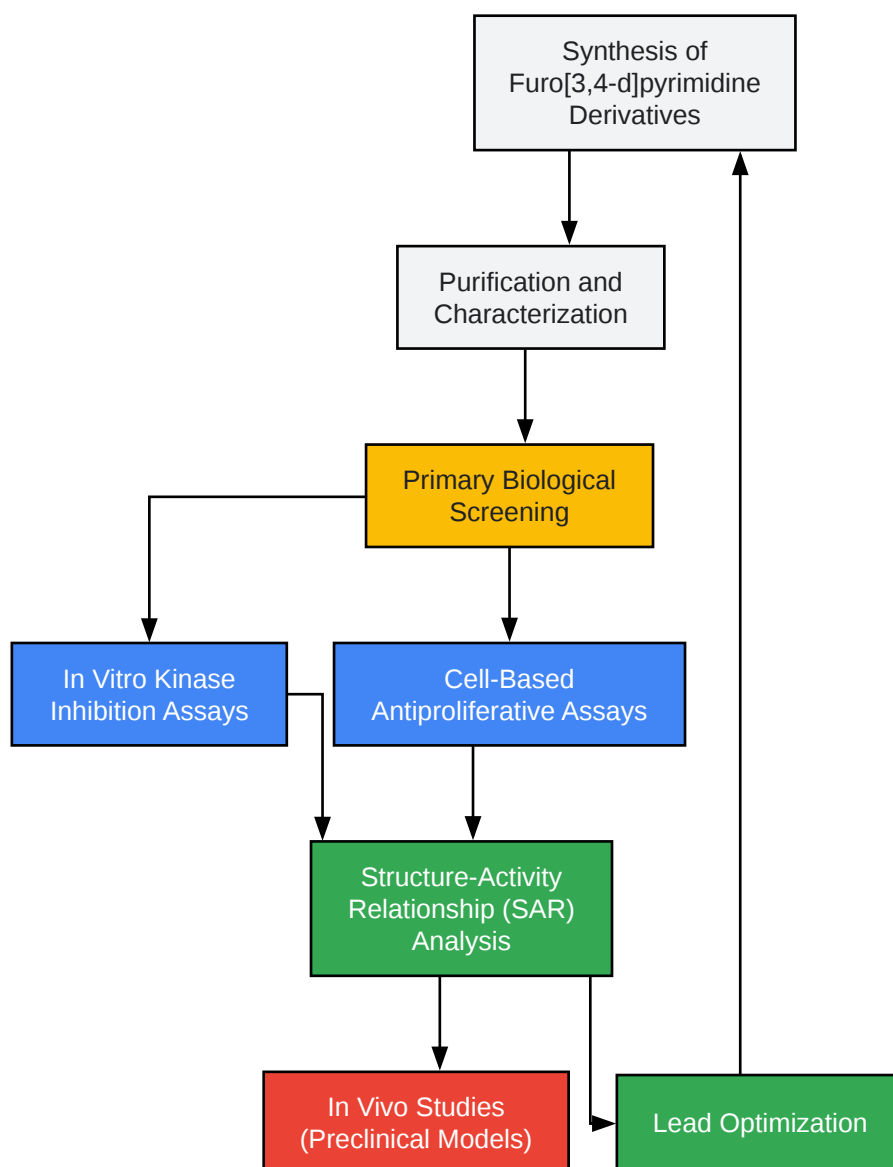 Synthesis of
Furo[3,4-d]pyrimidine
Derivatives
Purification and
Characterization
Primary Biological
Screening
In Vitro Kinase
Inhibition Assays
Cell-Based
Antiproliferative Assays
Structure-Activity
Relationship (SAR)
Analysis
In Vivo Studies
(Preclinical Models)
Lead Optimization